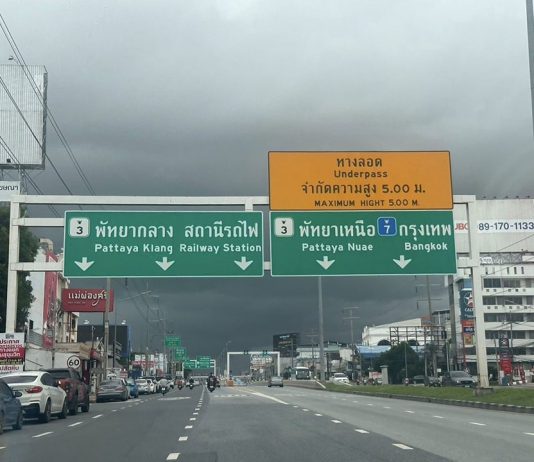 ทางลอด
Underpass
จำกัดความสูง 5.00 ม.
MAXIMUM HIGHT 5.00 M.
3 พัทยากลาง สถานีรถไฟ
Pattaya Klang Railway Station
3 พัทยาเหนือ 7 กรุงเทพ
Pattaya Nuae Bangkok
89-170-1133
แม่ผ่องศรี
60